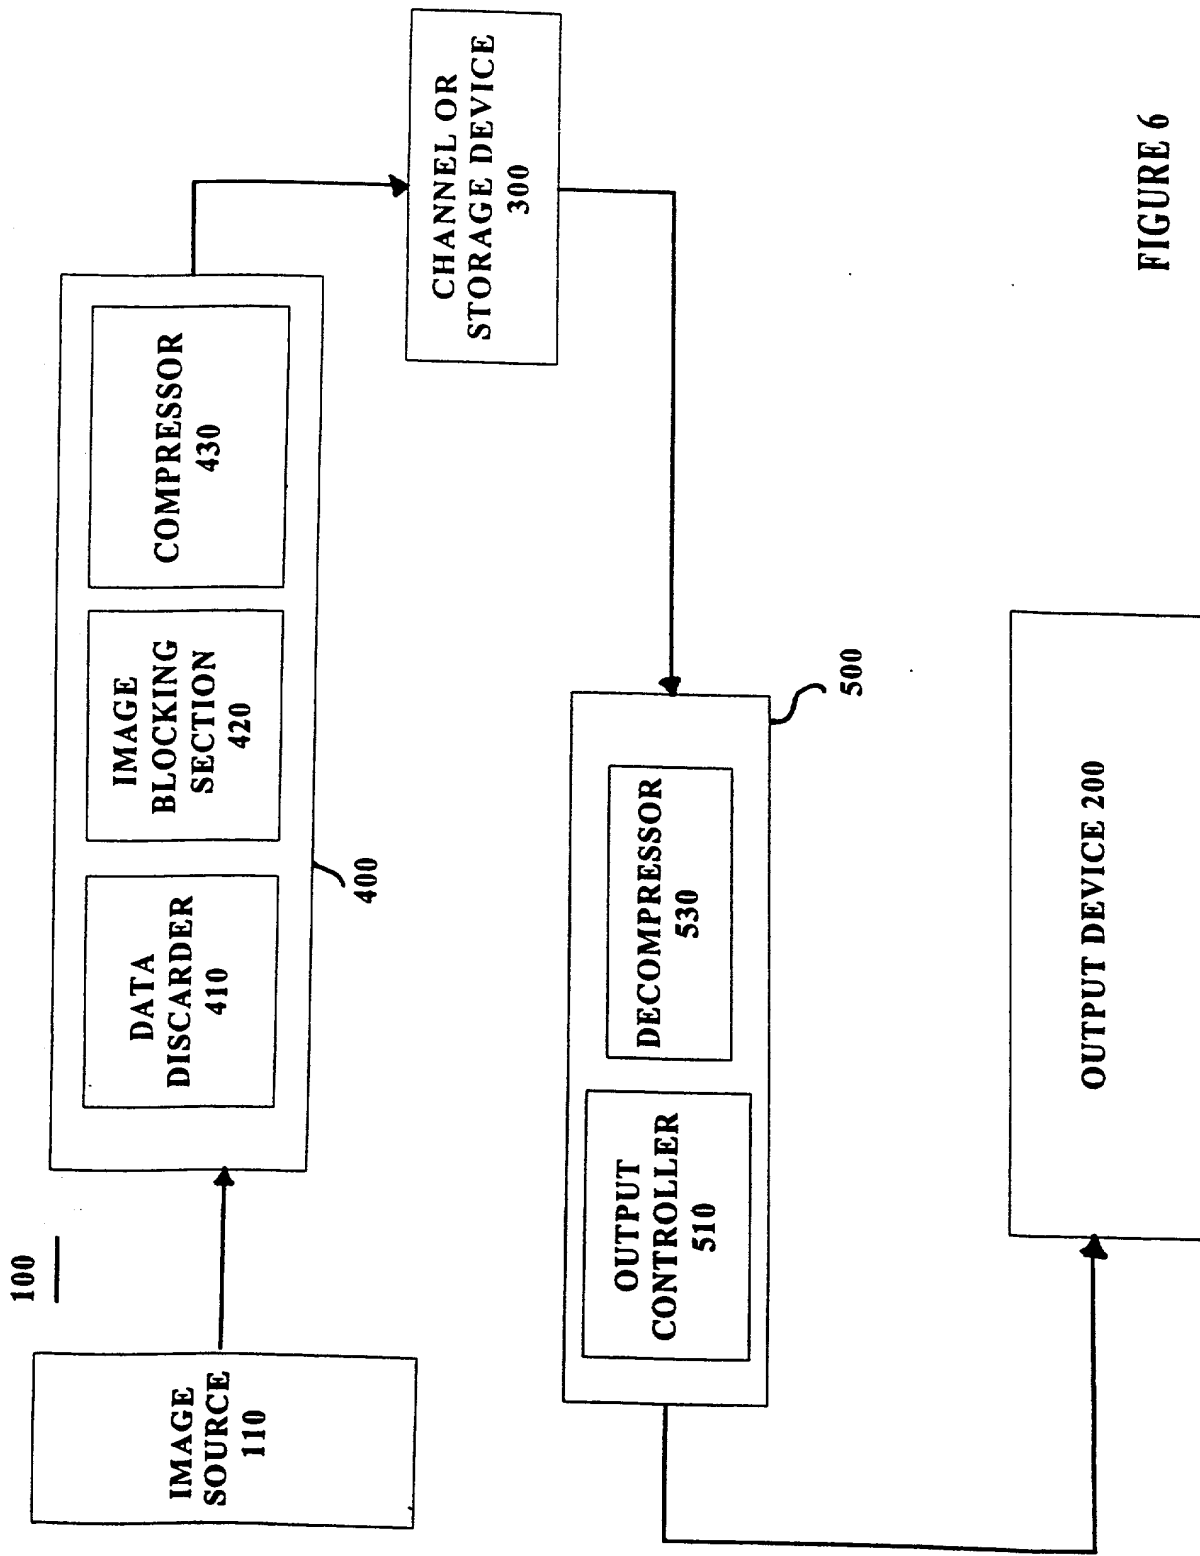 100
IMAGE
SOURCE
110
DATA
DISCARDER
410
IMAGE
BLOCKING
SECTION
420
COMPRESSOR
430
400
CHANNEL OR
STORAGE DEVICE
300
OUTPUT
CONTROLLER
510
DECOMPRESSOR
530
500
OUTPUT DEVICE 200
FIGURE 6